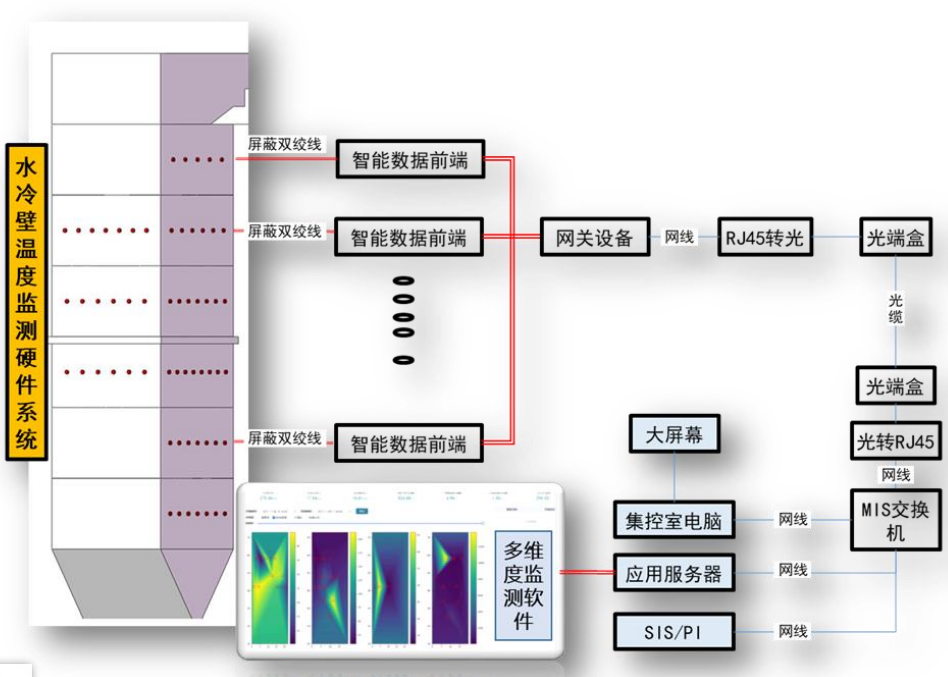 水冷壁温度监测硬件系统
屏蔽双绞线
智能数据前端
屏蔽双绞线
智能数据前端
网关设备
网线
RJ45转光
光端盒
光缆
光端盒
屏蔽双绞线
智能数据前端
大屏幕
光转RJ45
网线
集控室电脑
网线
MIS交换
机
多维
度监
测软
件
应用服务器
网线
SIS/PI
网线